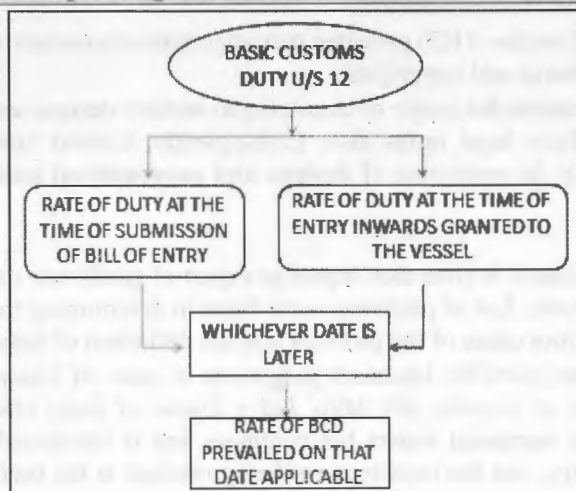 BASIC CUSTOMS
DUTY U/S 12
RATE OF DUTY AT THE
TIME OF SUBMISSION
OF BILL OF ENTRY
RATE OF DUTY AT THE TIME OF
ENTRY INWARDS GRANTED TO
THE VESSEL
WHICHEVER DATE IS
LATER
RATE OF BCD
PREVAILED ON THAT
DATE APPLICABLE